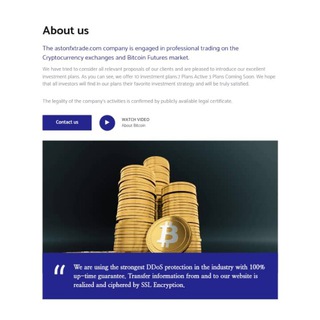 About us
The astonfxtrade.com company is engaged in professional trading on the
Cryptocurrency exchanges and Bitcoin Futures market.
We have tried to consider all relevant proposals of our clients and are pleased to introduce our excellent
investment plans. As you can see, we offer 10 investment plans 7 Plans Active 3 Plans Coming Soon. We hope
that all investors will find in our plans their favorite investment strategy and will be truly satisfied.
The legality of the company's activities is confirmed by publicly available legal certificate.
Contact us
WATCH VIDEO
About Bitcoin
“ We are using the strongest DDoS protection in the industry with 100%
up-time guarantee. Transfer information from and to our website is
realized and ciphered by SSL Encryption.